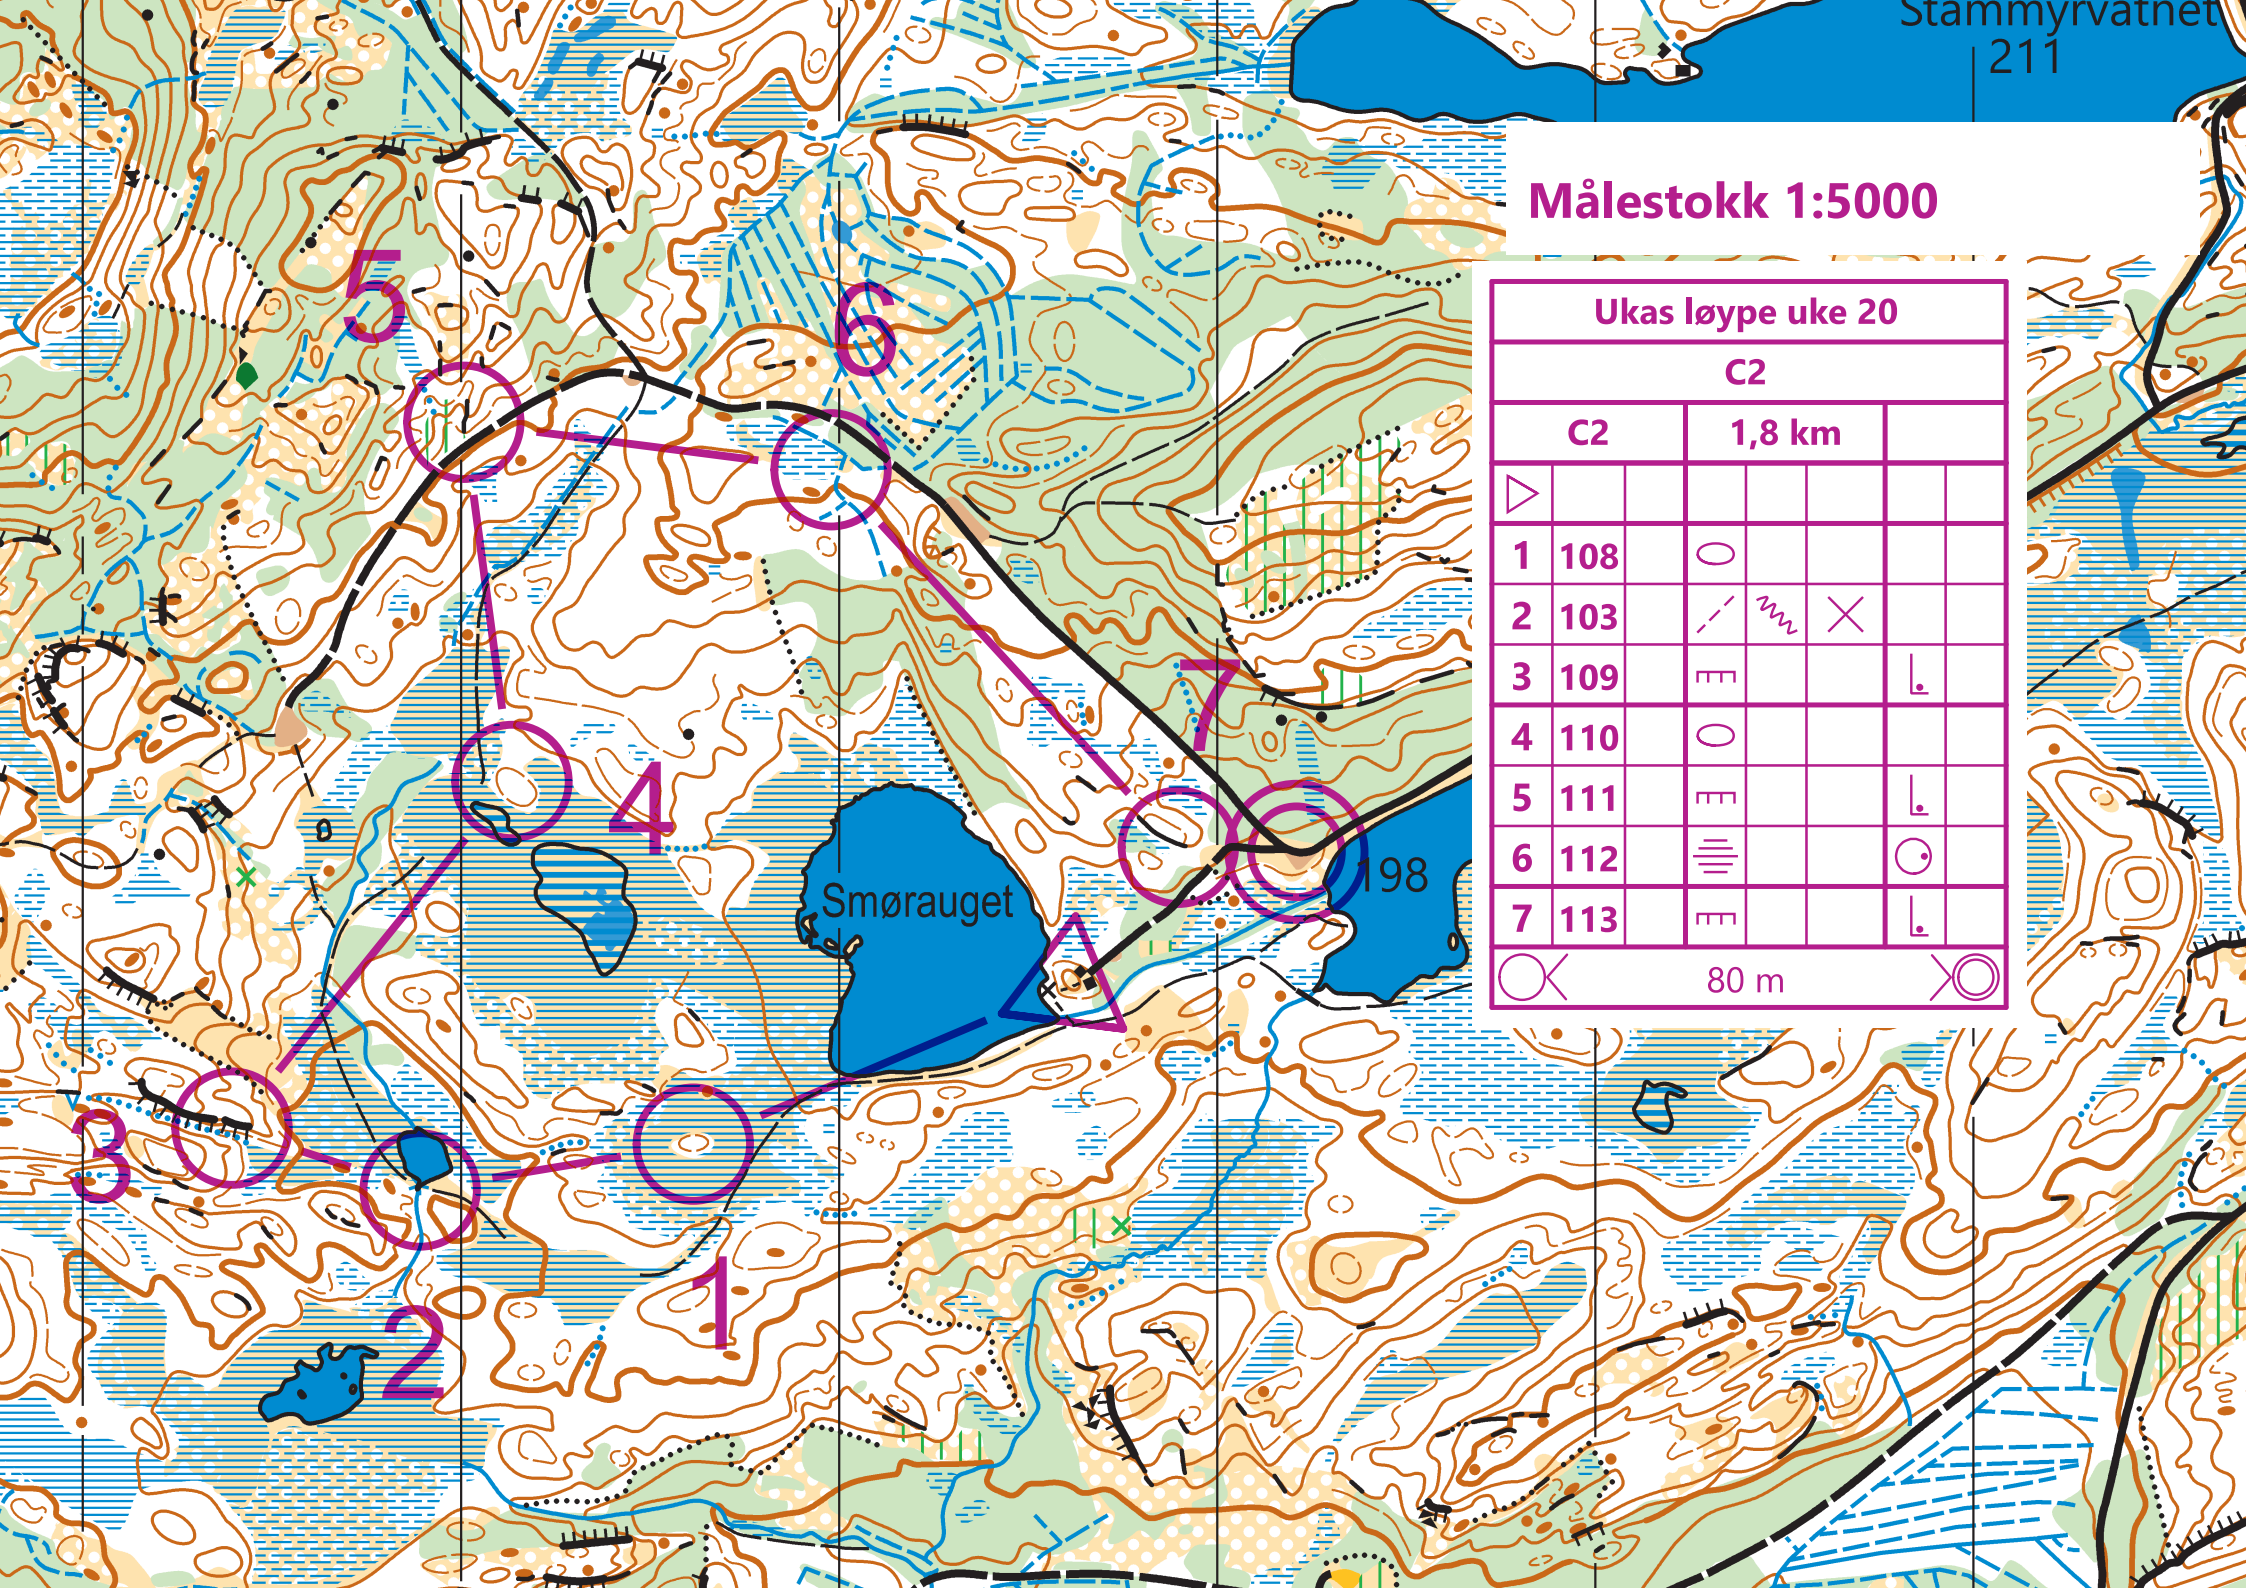 Stammyrvatnet
211
Målestokk 1:5000
Ukas løype uke 20
C2
C2 1,8 km
1 108
2 103
3 109
4 110
5 111
6 112
7 113
80 m
5
6
7
4
Smørauget
198
3
1
2